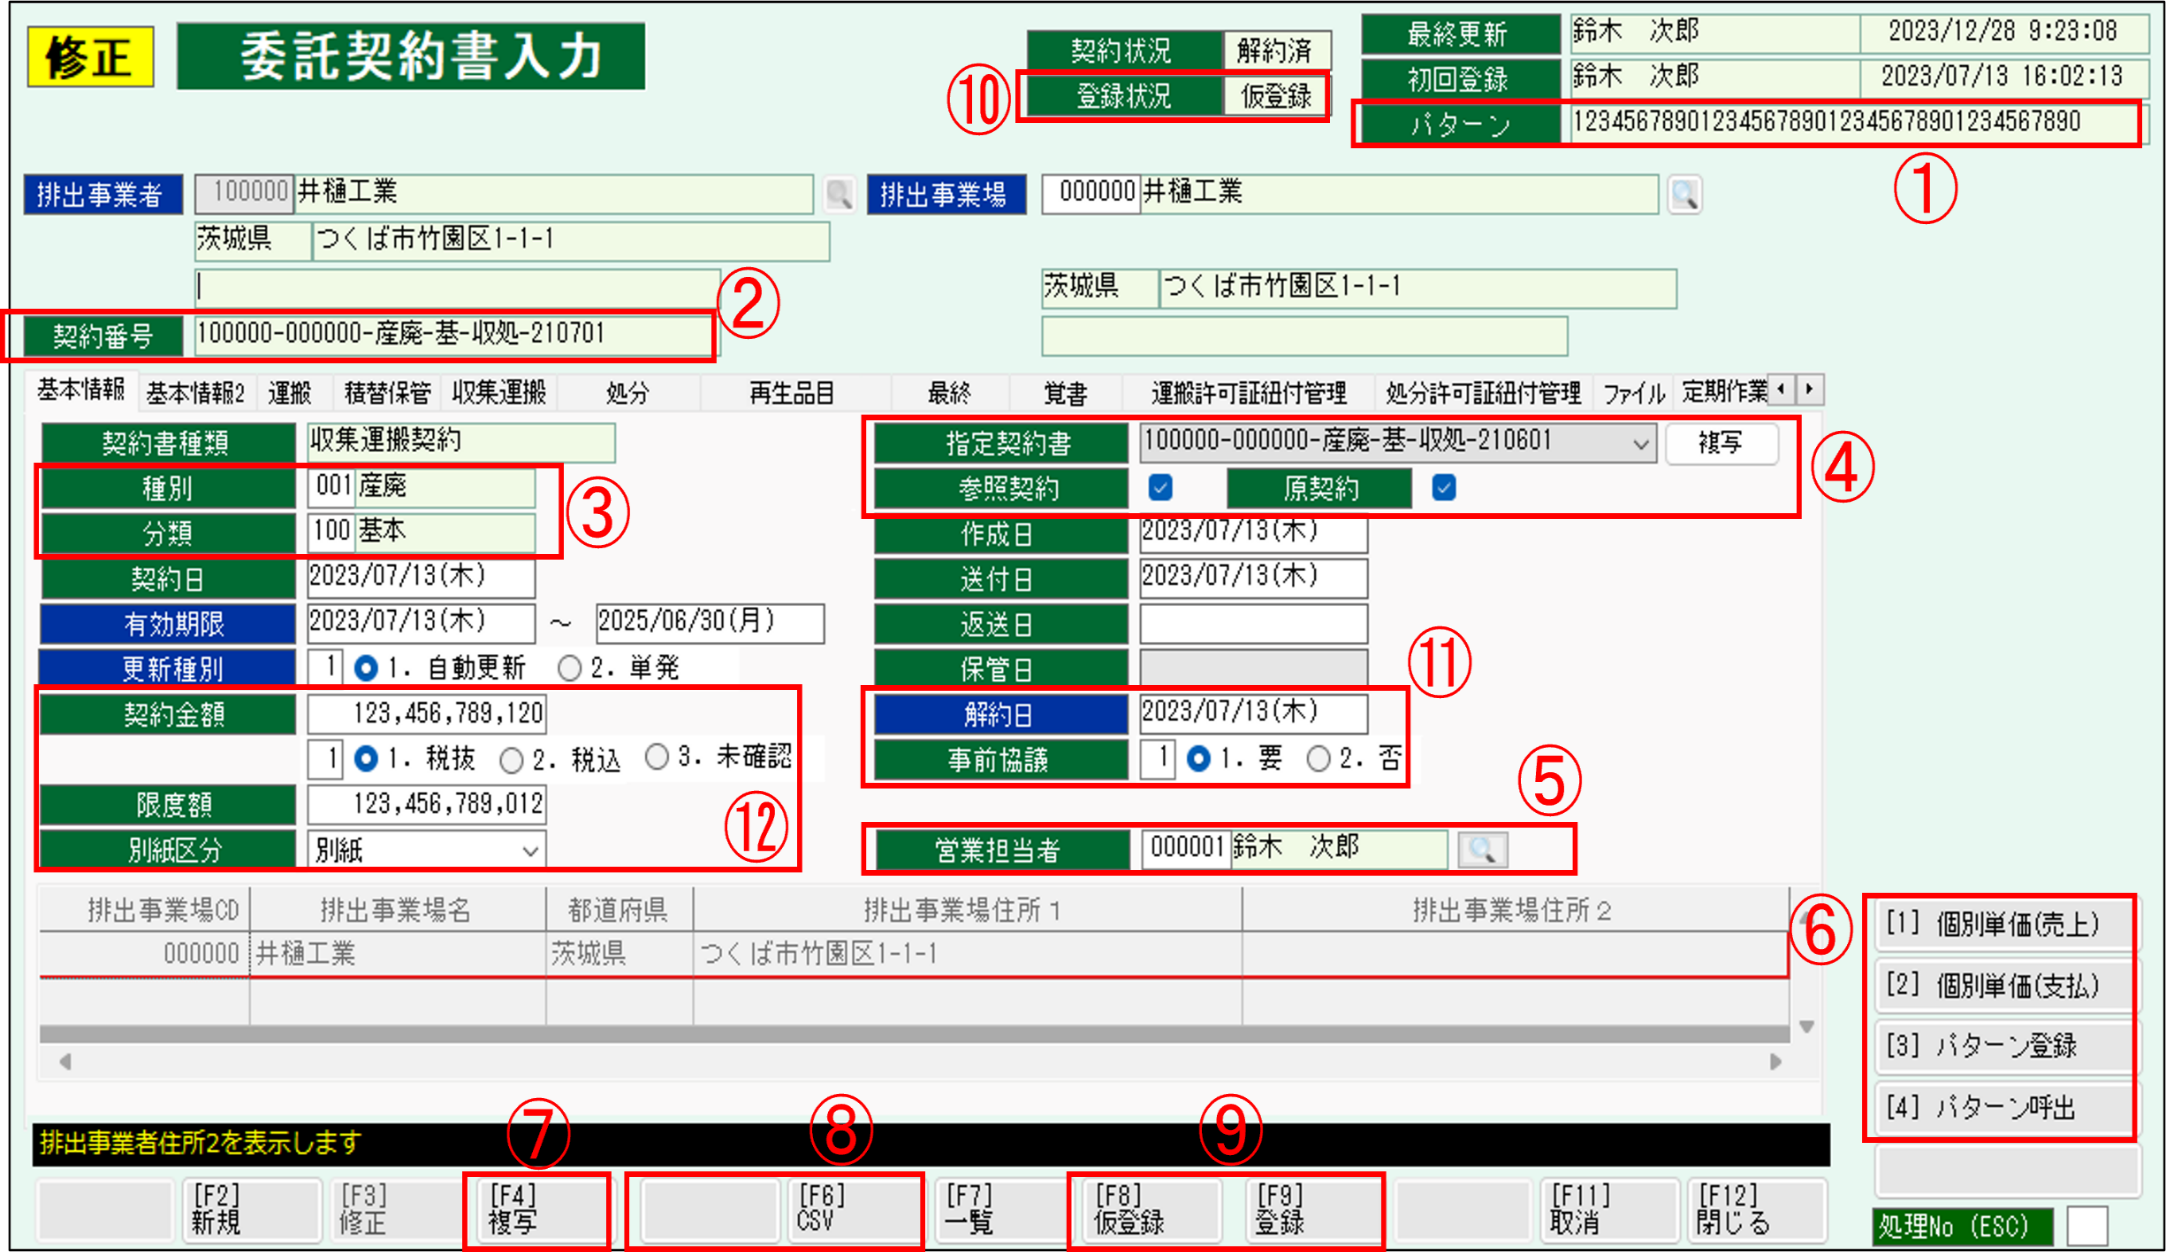 修正
委託契約書入力
契約状況 解約済
⑩ 登録状況 仮登録
最終更新 鈴木 次郎 2023/12/28 9:23:08
初回登録 鈴木 次郎 2023/07/13 16:02:13
パターン 1234567890123456789012345678901234567890
①
排出事業者 100000 井樋工業
茨城県 つくば市竹園区1-1-1
②
契約番号 100000-000000-産廃-基-収処-210701
排出事業場 000000 井樋工業
茨城県 つくば市竹園区1-1-1
基本情報 基本情報2 運搬 積替保管 収集運搬 処分 再生品目 最終 覚書 運搬許可証紐付管理 処分許可証紐付管理 ファイル 定期作業
契約書種類 収集運搬契約
種別 001 産廃
③
分類 100 基本
契約日 2023/07/13(木)
有効期限 2023/07/13(木) ～ 2025/06/30(月)
更新種別 1 1. 自動更新 2. 単発
契約金額 123,456,789,120
1 1. 税抜 2. 税込 3. 未確認
限度額 123,456,789,012
⑫
別紙区分 別紙
指定契約書 100000-000000-産廃-基-収処-210601 複写
④
参照契約 原契約
作成日 2023/07/13(木)
送付日 2023/07/13(木)
返送日
⑪
保管日
解約日 2023/07/13(木)
事前協議 1 1. 要 2. 否
⑤
営業担当者 000001 鈴木 次郎
排出事業場CD 排出事業場名 都道府県 排出事業場住所1 排出事業場住所2
000000 井樋工業 茨城県 つくば市竹園区1-1-1
⑥
[1] 個別単価(売上)
[2] 個別単価(支払)
[3] パターン登録
[4] パターン呼出
⑦ ⑧ ⑨
排出事業者住所2を表示します
[F2] 新規
[F3] 修正
[F4] 複写
[F6] CSV
[F7] 一覧
[F8] 仮登録
[F9] 登録
[F11] 取消
[F12] 閉じる
処理No (ESC)